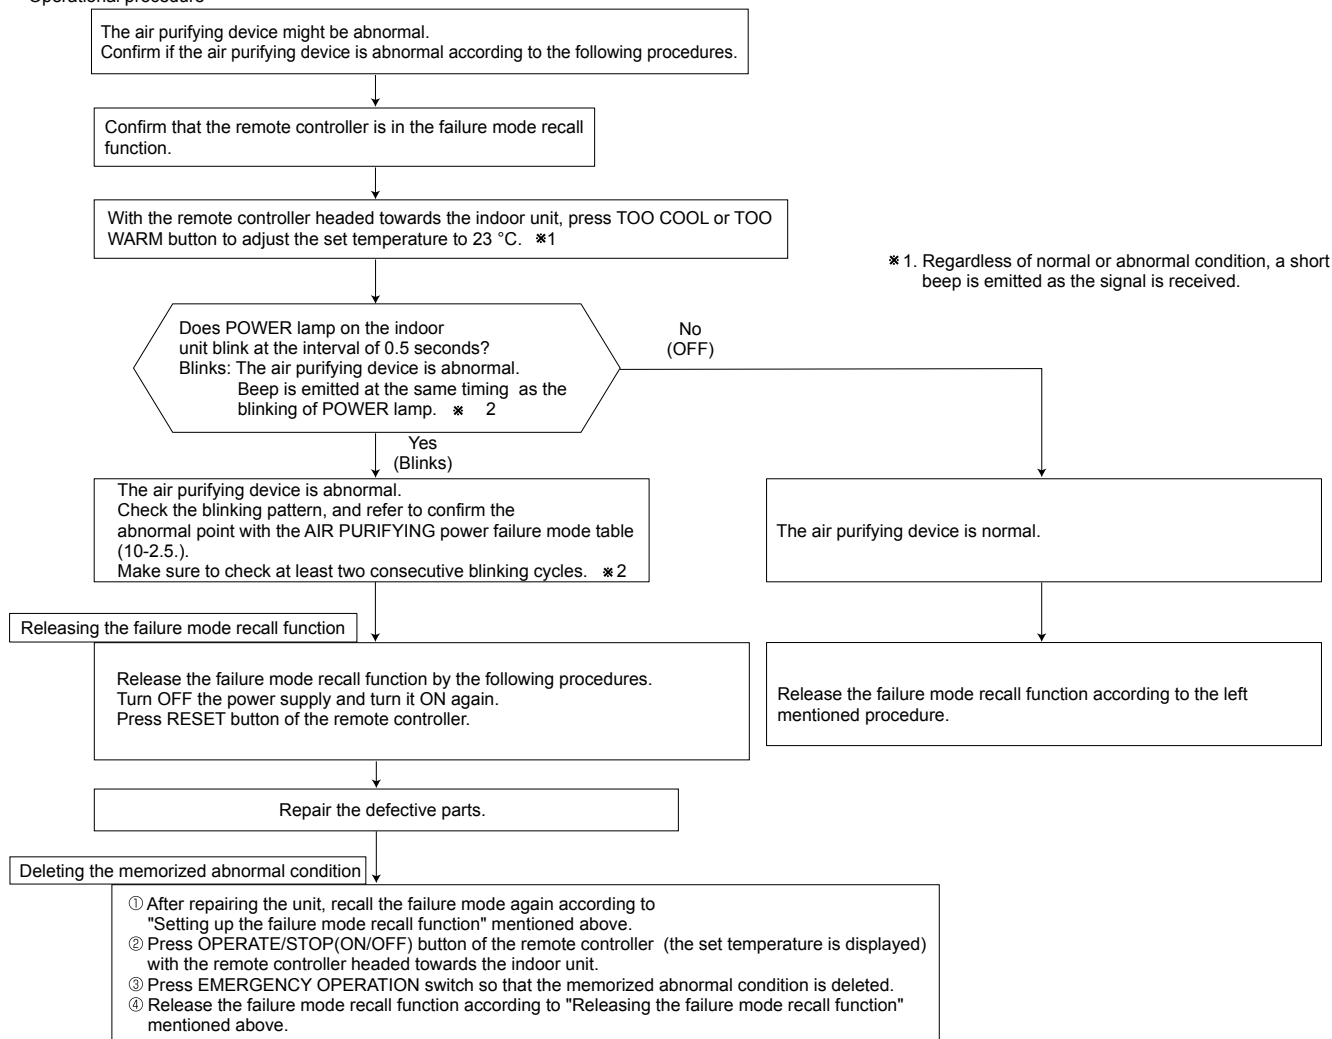 Operational procedure
The air purifying device might be abnormal.
Confirm if the air purifying device is abnormal according to the following procedures.
Confirm that the remote controller is in the failure mode recall
function.
With the remote controller headed towards the indoor unit, press TOO COOL or TOO
WARM button to adjust the set temperature to 23 °C. ※1
※1. Regardless of normal or abnormal condition, a short
beep is emitted as the signal is received.
Does POWER lamp on the indoor
unit blink at the interval of 0.5 seconds?
Blinks: The air purifying device is abnormal.
Beep is emitted at the same timing as the
blinking of POWER lamp. ※ 2
No
(OFF)
Yes
(Blinks)
The air purifying device is abnormal.
Check the blinking pattern, and refer to confirm the
abnormal point with the AIR PURIFYING power failure mode table
(10-2.5.).
Make sure to check at least two consecutive blinking cycles. ※2
The air purifying device is normal.
Releasing the failure mode recall function
Release the failure mode recall function by the following procedures.
Turn OFF the power supply and turn it ON again.
Press RESET button of the remote controller.
Release the failure mode recall function according to the left
mentioned procedure.
Repair the defective parts.
Deleting the memorized abnormal condition
① After repairing the unit, recall the failure mode again according to
"Setting up the failure mode recall function" mentioned above.
② Press OPERATE/STOP(ON/OFF) button of the remote controller (the set temperature is displayed)
with the remote controller headed towards the indoor unit.
③ Press EMERGENCY OPERATION switch so that the memorized abnormal condition is deleted.
④ Release the failure mode recall function according to "Releasing the failure mode recall function"
mentioned above.